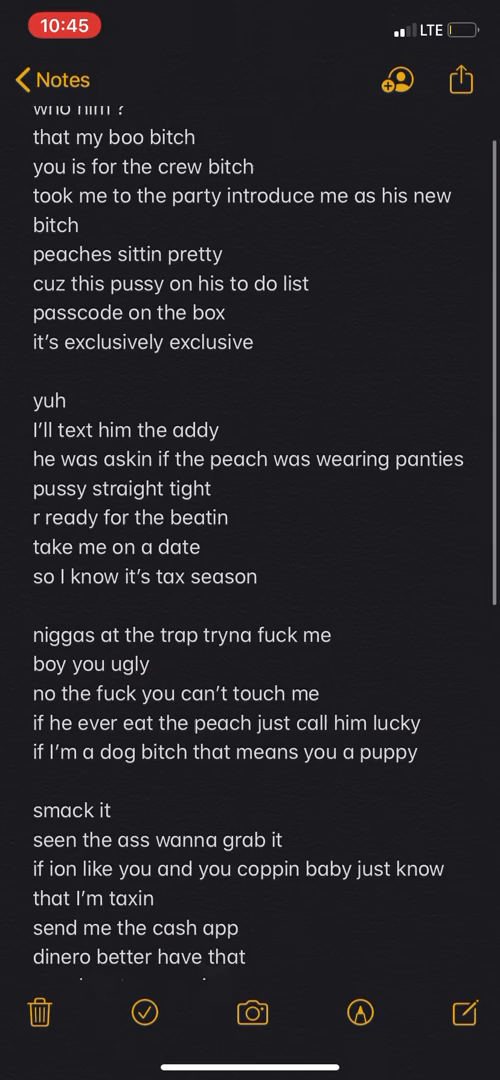 10:45
LTE
Notes
who him ?
that my boo bitch
you is for the crew bitch
took me to the party introduce me as his new
bitch
peaches sittin pretty
cuz this pussy on his to do list
passcode on the box
it’s exclusively exclusive
yuh
I’ll text him the addy
he was askin if the peach was wearing panties
pussy straight tight
r ready for the beatin
take me on a date
so I know it’s tax season
niggas at the trap tryna fuck me
boy you ugly
no the fuck you can’t touch me
if he ever eat the peach just call him lucky
if I’m a dog bitch that means you a puppy
smack it
seen the ass wanna grab it
if ion like you and you coppin baby just know
that I’m taxin
send me the cash app
dinero better have that